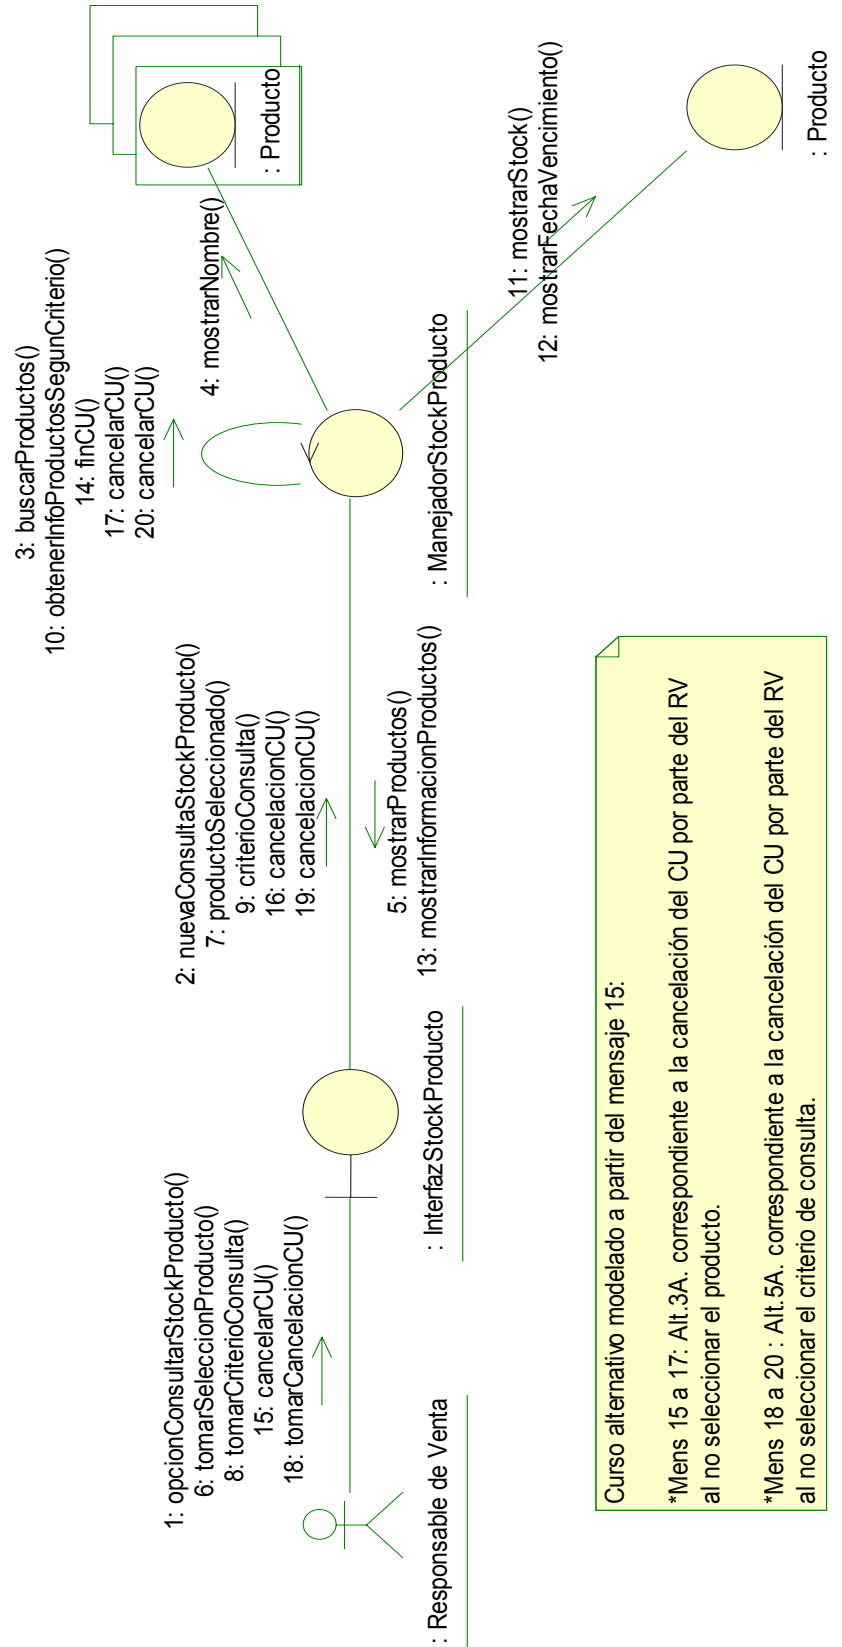 1: opcionConsultarStockProducto()
6: tomarSeleccionProducto()
8: tomarCriterioConsulta()
15: cancelarCU()
18: tomarCancelacionCU()
: Responsable de Venta
: InterfazStockProducto
2: nuevaConsultaStockProducto()
7: productoSeleccionado()
9: criterioConsulta()
16: cancelacionCU()
19: cancelacionCU()
5: mostrarProductos()
13: mostrarInformacionProductos()
3: buscarProductos()
10: obtenerInfoProductosSegunCriterio()
14: finCU()
17: cancelarCU()
20: cancelarCU()
: ManejadorStockProducto
4: mostrarNombre()
: Producto
11: mostrarStock()
12: mostrarFechaVencimiento()
: Producto
Curso alternativo modelado a partir del mensaje 15:
*Mens 15 a 17: Alt.3A. correspondiente a la cancelación del CU por parte del RV
al no seleccionar el producto.
*Mens 18 a 20 : Alt.5A. correspondiente a la cancelación del CU por parte del RV
al no seleccionar el criterio de consulta.